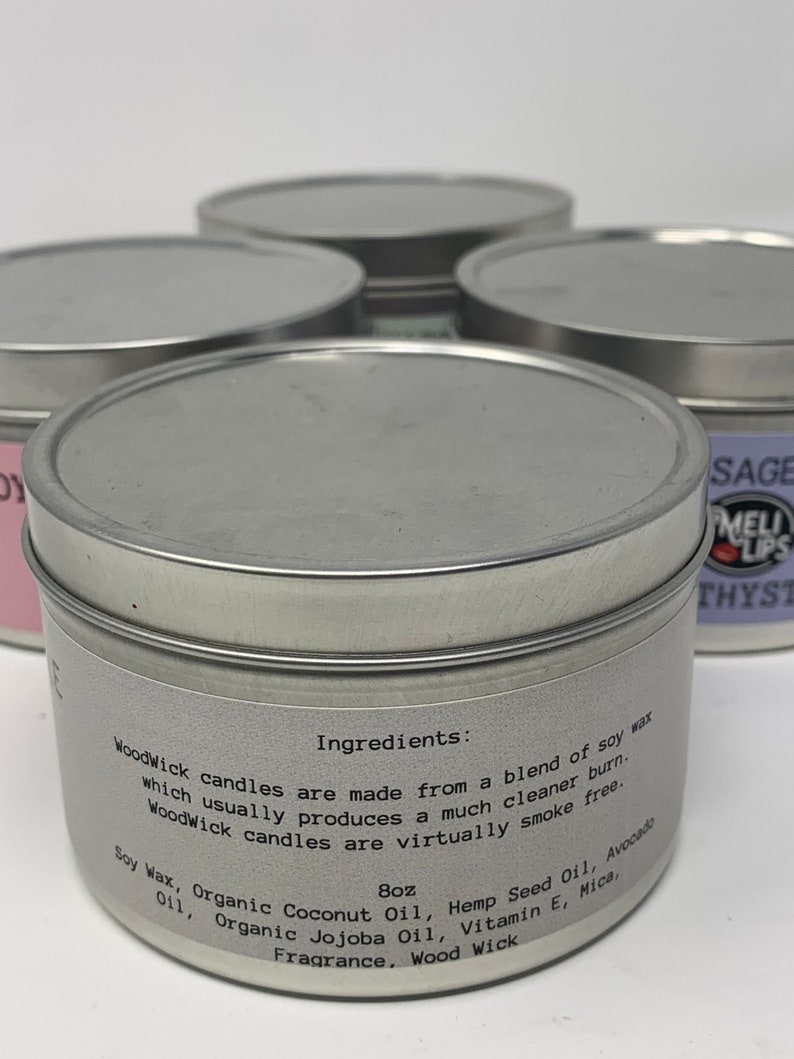 SAGE
MELI
LIPS
THYST
E
Ingredients:
WoodWick candles are made from a blend of soy wax
which usually produces a much cleaner burn.
WoodWick candles are virtually smoke free.
8oz
Soy Wax, Organic Coconut Oil, Hemp Seed Oil, Avocado
Oil, Organic Jojoba Oil, Vitamin E, Mica,
Fragrance, Wood Wick